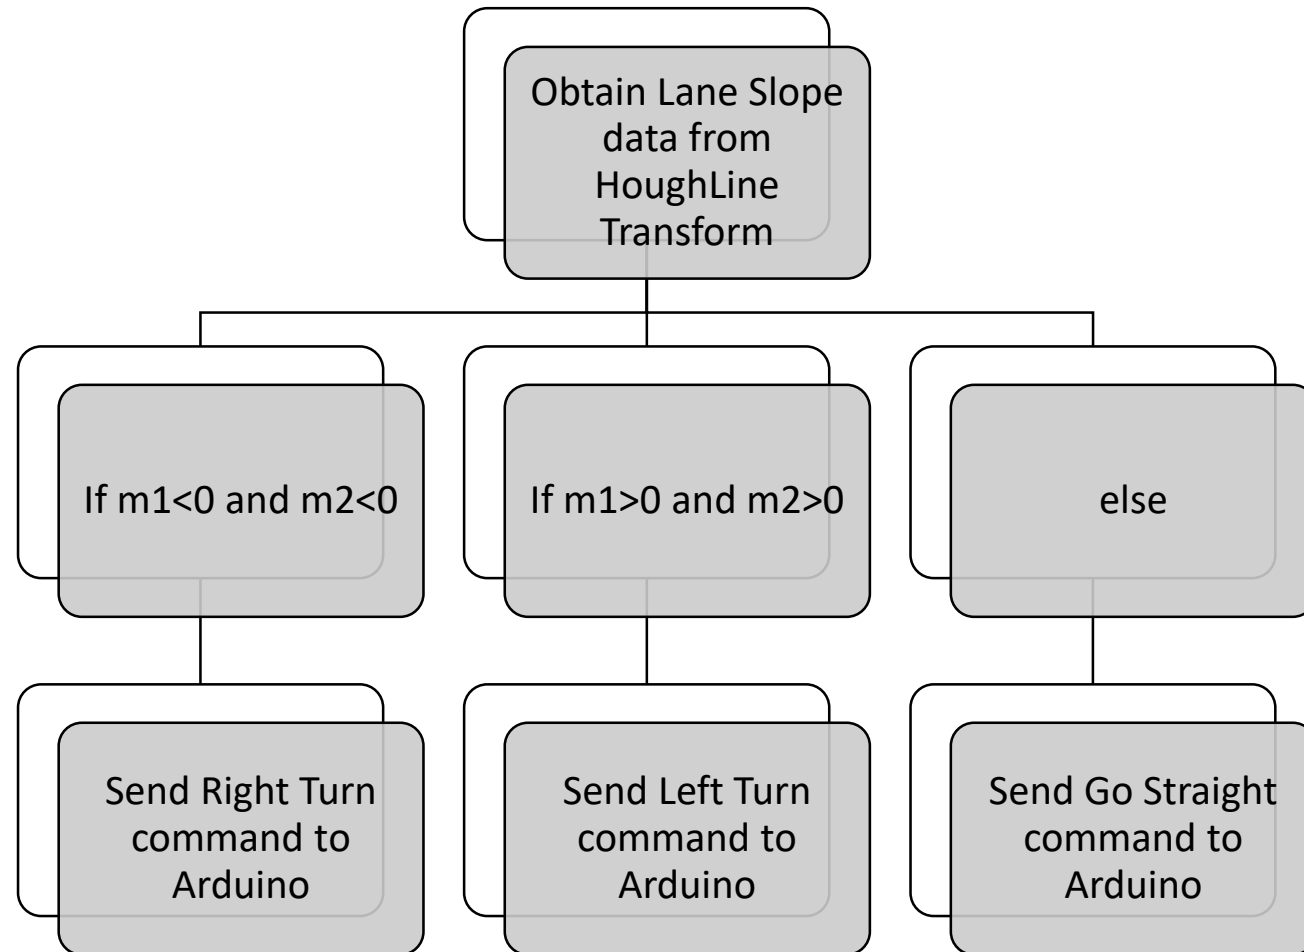 Obtain Lane Slope
data from
HoughLine
Transform
If m1<0 and m2<0
If m1>0 and m2>0
else
Send Right Turn
command to
Arduino
Send Left Turn
command to
Arduino
Send Go Straight
command to
Arduino